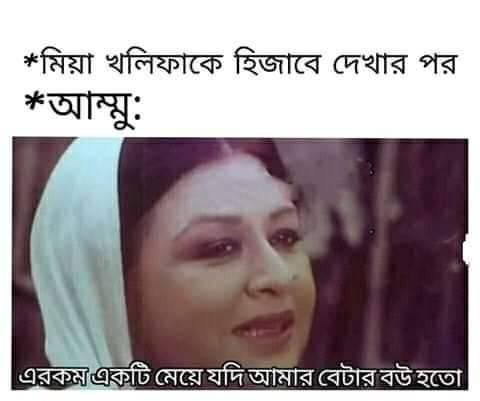 *মিয়া খলিফাকে হিজাবে দেখার পর
*আম্মু:
এরকম একটি মেয়ে যদি আমার বেটার বউ হতো